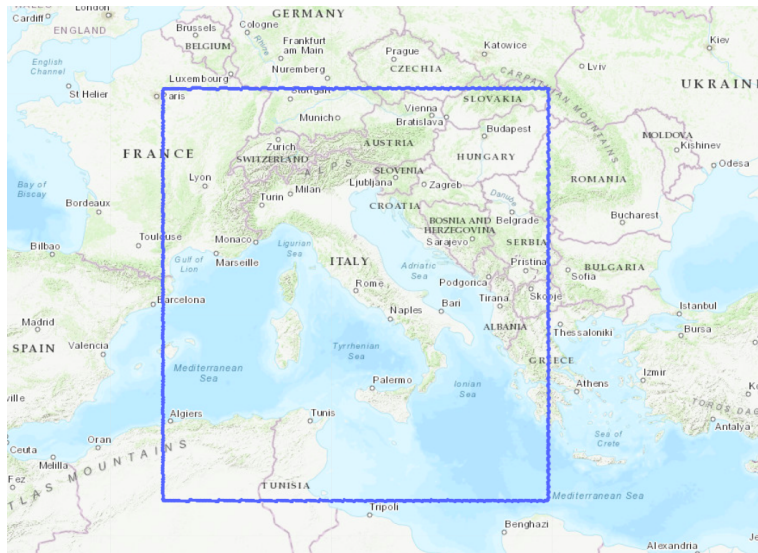 GERMANY
Cardiff
London
ENGLAND
Brussels
BELGIUM
Cologne
Rhine
Frankfurt
am Main
Prague
CZECHIA
Katowice
Kiev
Lviv
English
Channel
St Helier
Luxembourg
Nuremberg
CARPATHIAN MOUNTAINS
UKRAIN
Paris
Stuttgart
SLOVAKIA
Munich
Vienna
Bratislava
MOLDOVA
Kishinev
Odesa
FRANCE
Zurich
SWITZERLAND
AUSTRIA
Budapest
HUNGARY
ALPS
Lyon
Milan
Turin
SLOVENIA
Ljubljana
Zagreb
ROMANIA
Bay of
Biscay
Bordeaux
CROATIA
Danube
BOSNIA AND
HERZEGOVINA
Belgrade
Bucharest
Bilbao
Toulouse
Monaco
Marseille
Gulf of
Lion
Ligurian
Sea
ITALY
Sarajevo
SERBIA
Adriatic
Sea
Pristina
BULGARIA
Sofia
Barcelona
Rome
Podgorica
Skopje
Madrid
Naples
Bari
Tirana
Istanbul
SPAIN
Valencia
ALBANIA
Thessaloniki
Bursa
Tyrrhenian
Sea
Mediterranean
Sea
GREECE
Palermo
Ionian
Sea
Athens
Izmir
Ko
ville
TOROS DAG
Algiers
Tunis
Antalya
Ceuta
Oran
Melilla
Sea of
Crete
Fez
ATLAS MOUNTAINS
TUNISIA
Mediterranean Sea
Tripoli
Benghazi
Alexandria
Je